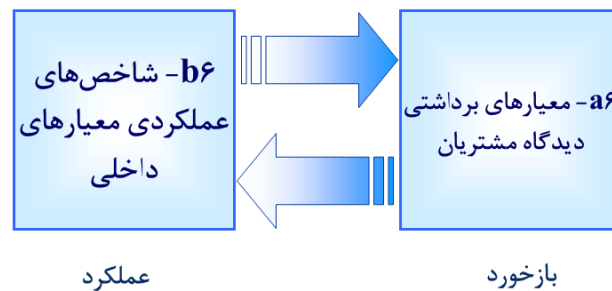 a۶- معیارهای برداشتی
دیدگاه مشتریان
b۶- شاخص‌های
عملکردی معیارهای
داخلی
بازخورد
عملکرد